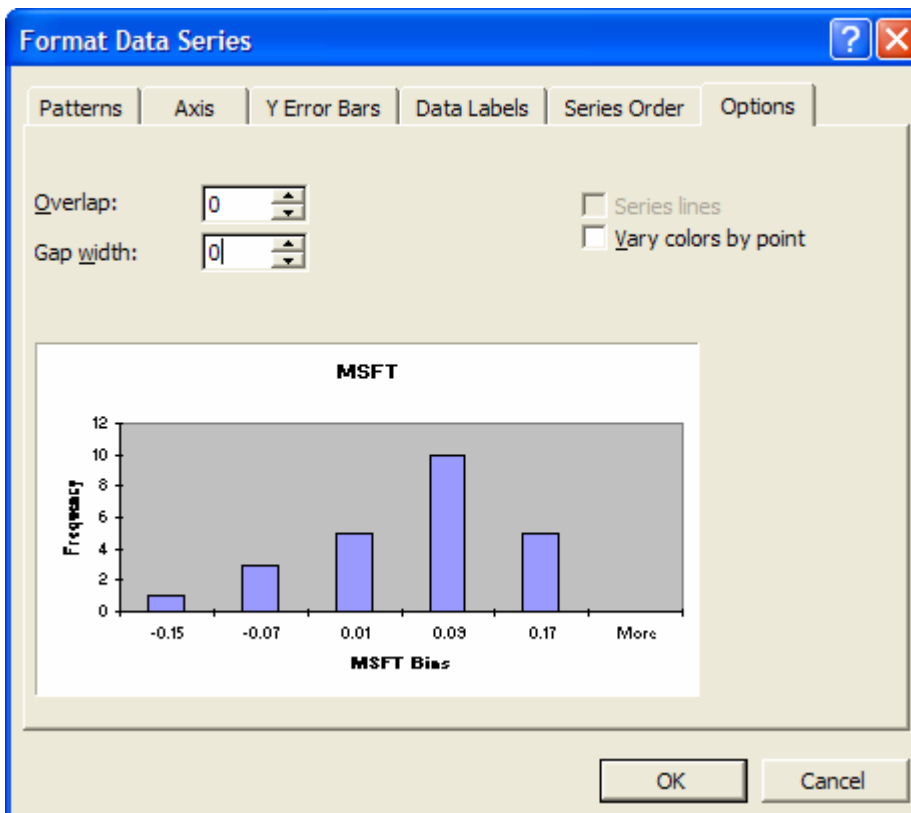 Format Data Series
?
Patterns Axis Y Error Bars Data Labels Series Order Options
Overlap: 0
Series lines
Gap width: 0
Vary colors by point
MSFT
12
10
8
6
4
2
0
Frequency
-0.15 -0.07 0.01 0.09 0.17 More
MSFT Bins
OK Cancel